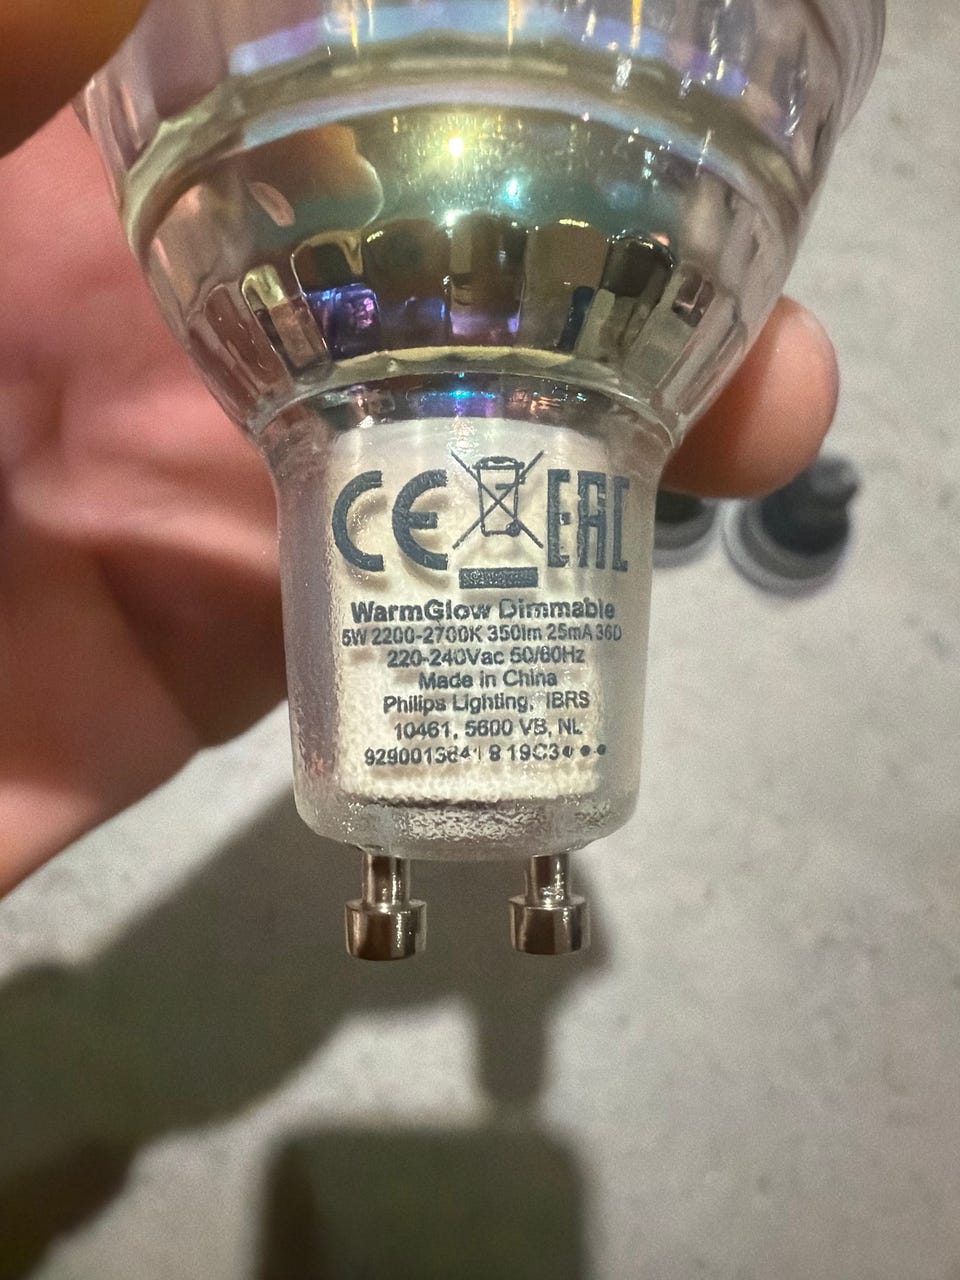 CE EAC
WarmGlow Dimmable
5W 2200-2700K 350lm 25mA 36D
220-240Vac 50/60Hz
Made in China
Philips Lighting, IBRS
10461, 5600 VB, NL
9C3